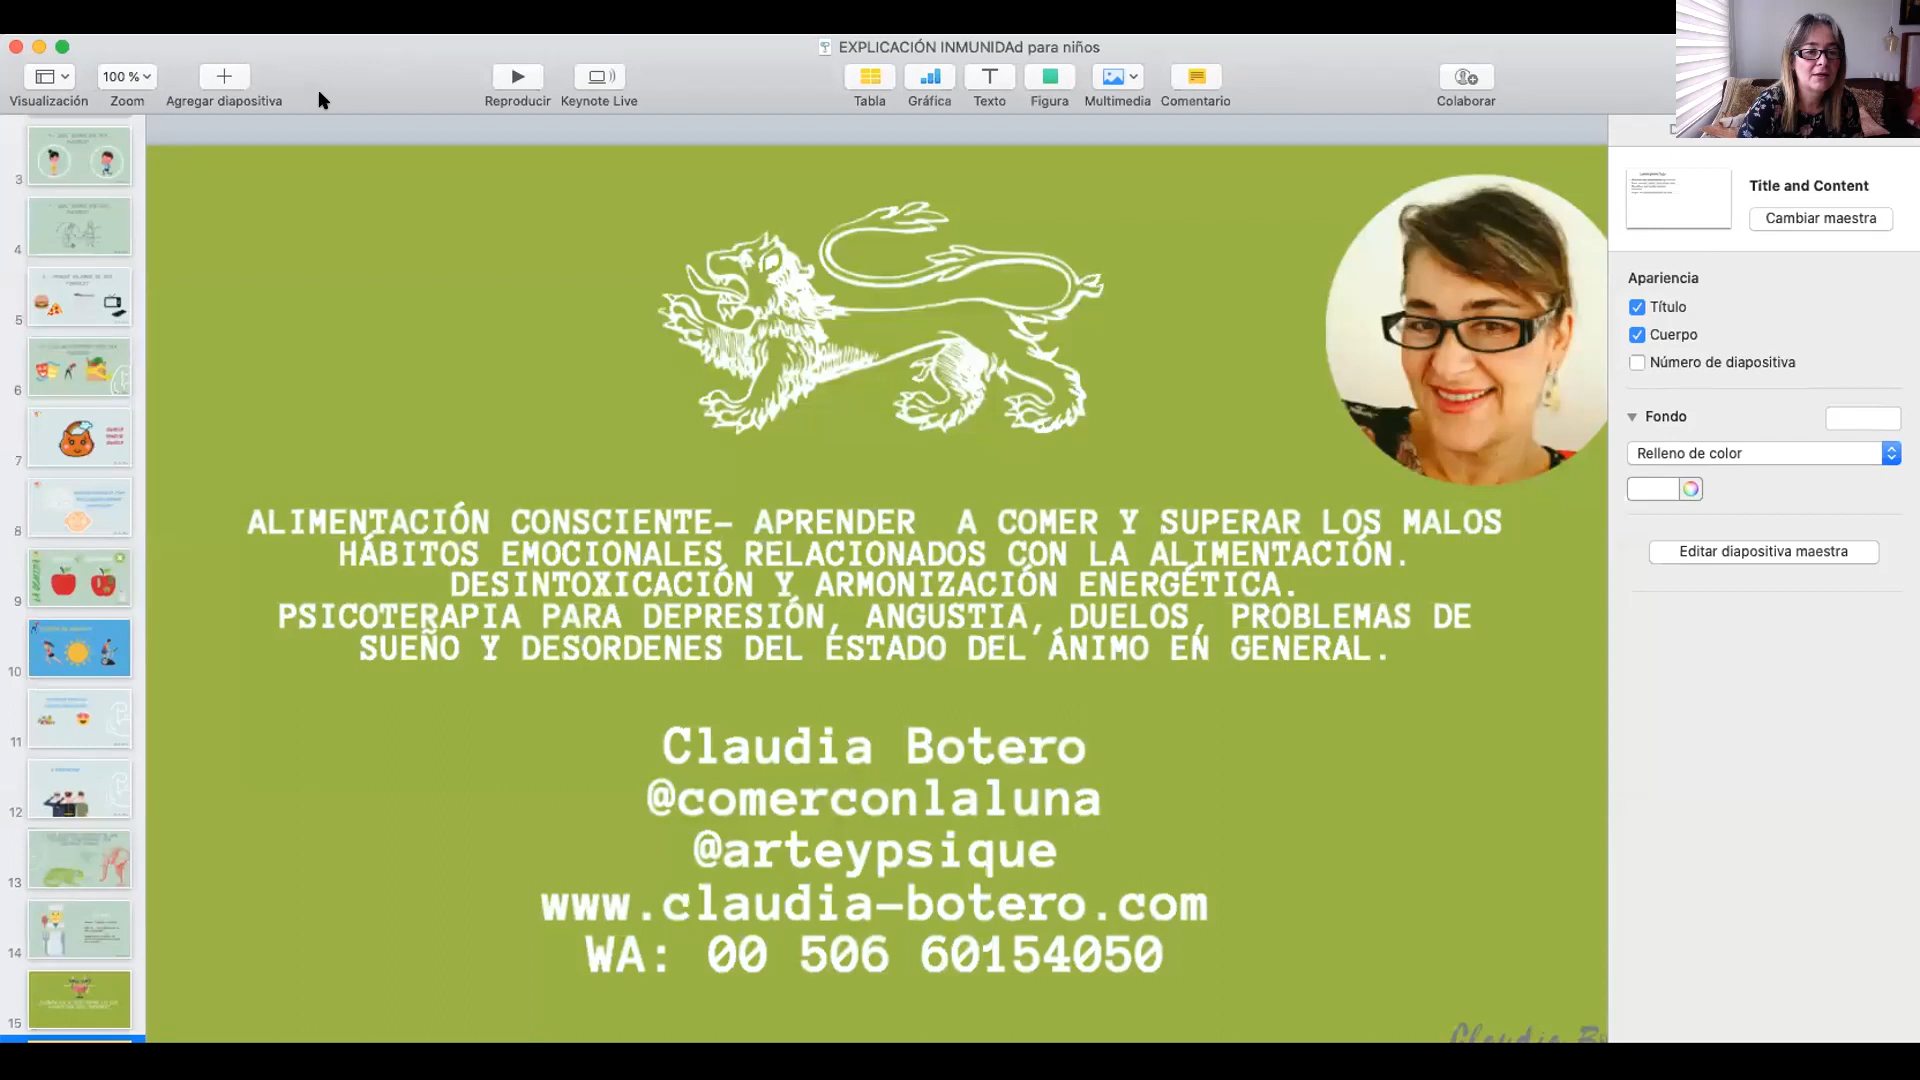 EXPLICACIÓN INMUNIDAd para niños
100 %
Visualización
Zoom
Agregar diapositiva
Reproducir
Keynote Live
Tabla
Gráfica
Texto
Figura
Multimedia
Comentario
Colaborar
3
4
5
6
7
8
9
10
11
12
13
14
15
ALIMENTACIÓN CONSCIENTE- APRENDER A COMER Y SUPERAR LOS MALOS
HÁBITOS EMOCIONALES RELACIONADOS CON LA ALIMENTACIÓN.
DESINTOXICACIÓN Y ARMONIZACIÓN ENERGÉTICA.
PSICOTERAPIA PARA DEPRESIÓN, ANGUSTIA, DUELOS, PROBLEMAS DE
SUEÑO Y DESORDENES DEL ESTADO DEL ÁNIMO EN GENERAL.
Claudia Botero
@comerconlaluna
@arteypsique
www.claudia-botero.com
WA: 00 506 60154050
Claudia B
Title and Content
Cambiar maestra
Apariencia
Título
Cuerpo
Número de diapositiva
Fondo
Relleno de color
Editar diapositiva maestra